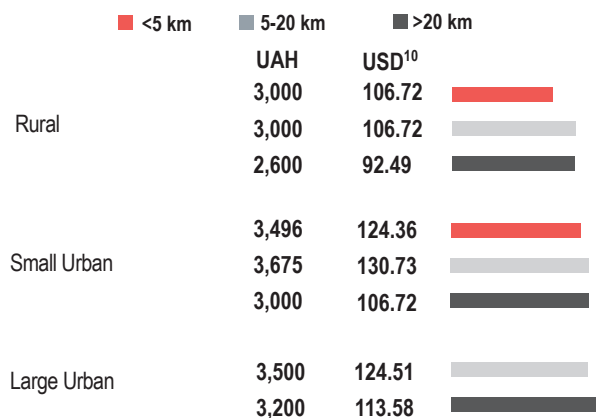 <5 km 5-20 km >20 km
UAH USD10
3,000 106.72
Rural 3,000 106.72
2,600 92.49
3,496 124.36
Small Urban 3,675 130.73
3,000 106.72
3,500 124.51
Large Urban
3,200 113.58